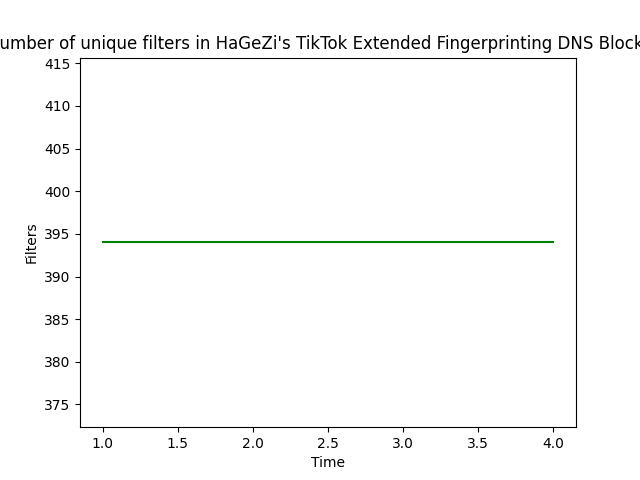 umber of unique filters in HaGeZi's TikTok Extended Fingerprinting DNS Block
415
410
405
400
395
390
385
380
375
Filters
1.0 1.5 2.0 2.5 3.0 3.5 4.0
Time